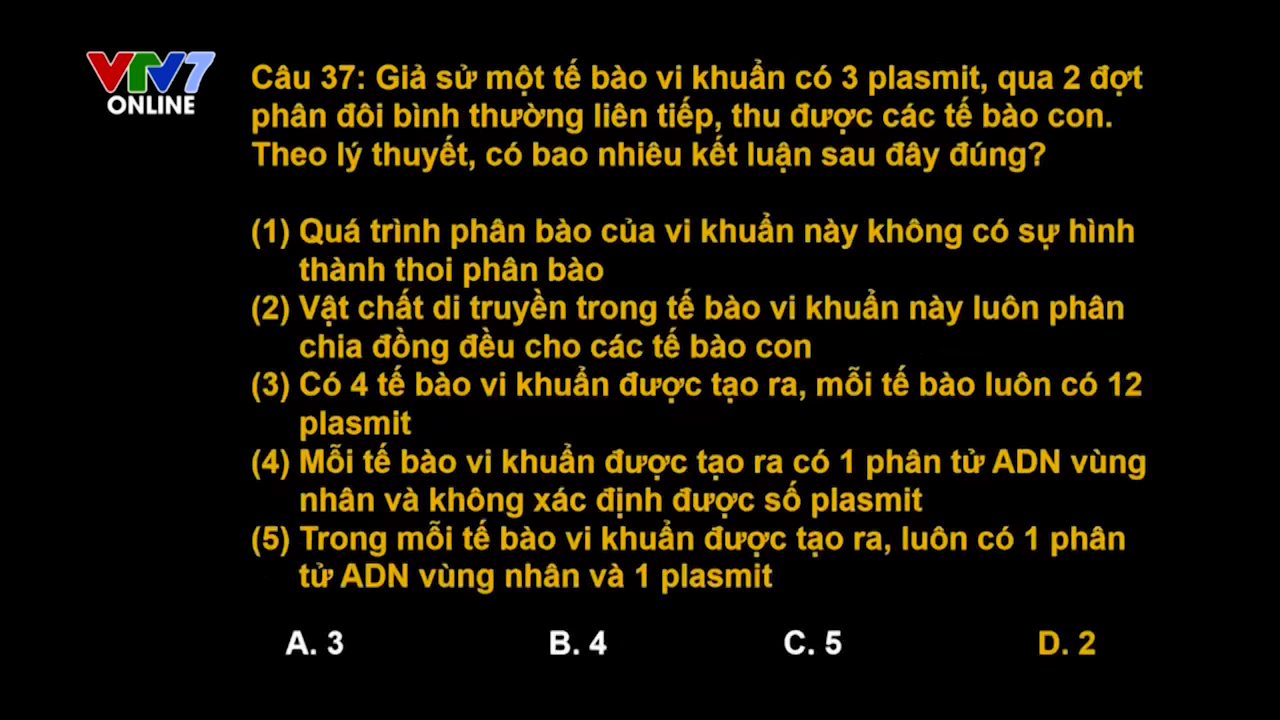 VTV7
ONLINE
Câu 37: Giả sử một tế bào vi khuẩn có 3 plasmit, qua 2 đợt
phân đôi bình thường liên tiếp, thu được các tế bào con.
Theo lý thuyết, có bao nhiêu kết luận sau đây đúng?
(1) Quá trình phân bào của vi khuẩn này không có sự hình
thành thoi phân bào
(2) Vật chất di truyền trong tế bào vi khuẩn này luôn phân
chia đồng đều cho các tế bào con
(3) Có 4 tế bào vi khuẩn được tạo ra, mỗi tế bào luôn có 12
plasmit
(4) Mỗi tế bào vi khuẩn được tạo ra có 1 phân tử ADN vùng
nhân và không xác định được số plasmit
(5) Trong mỗi tế bào vi khuẩn được tạo ra, luôn có 1 phân
tử ADN vùng nhân và 1 plasmit
A. 3 B. 4 C. 5 D. 2